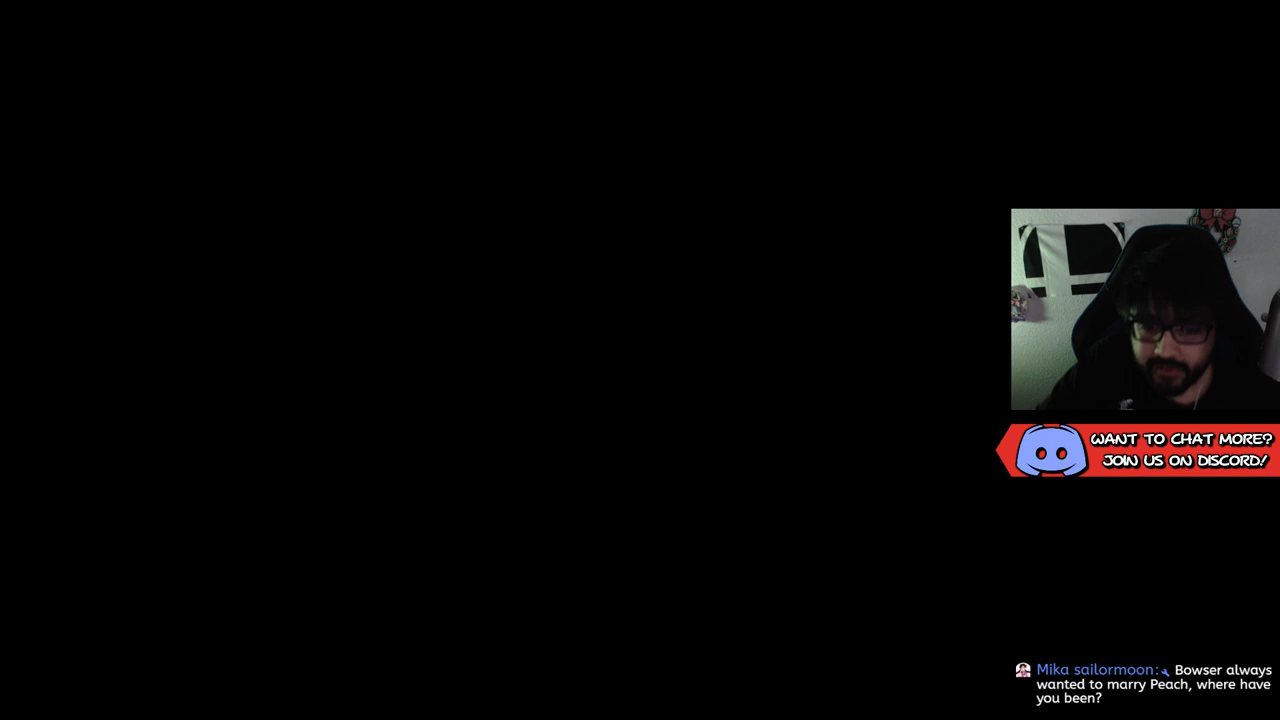 WANT TO CHAT MORE?
JOIN US ON DISCORD!
Mika sailormoon: Bowser always
wanted to marry Peach, where have
you been?